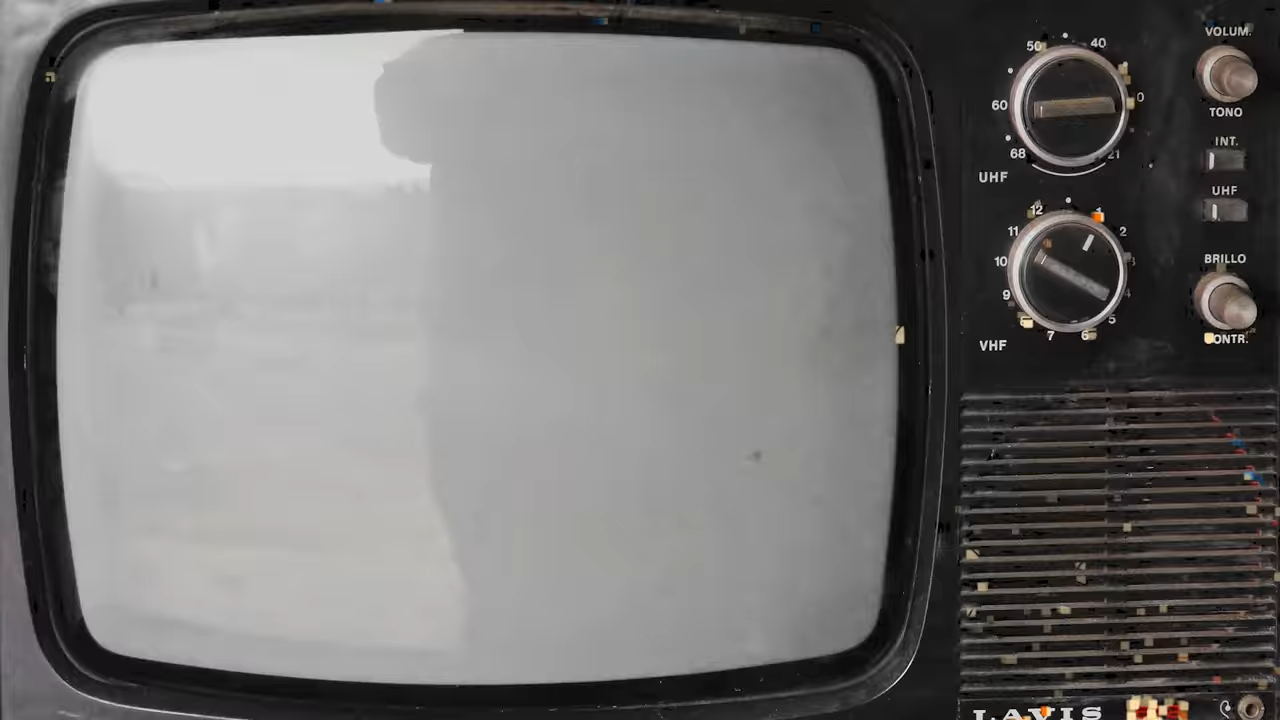 50 40
60 0
68 21
UHF
12 1
11 2
10 3
9 4
7 6 5
VHF
VOLUM.
TONO
INT.
UHF
BRILLO
CONTR.
LAVIS